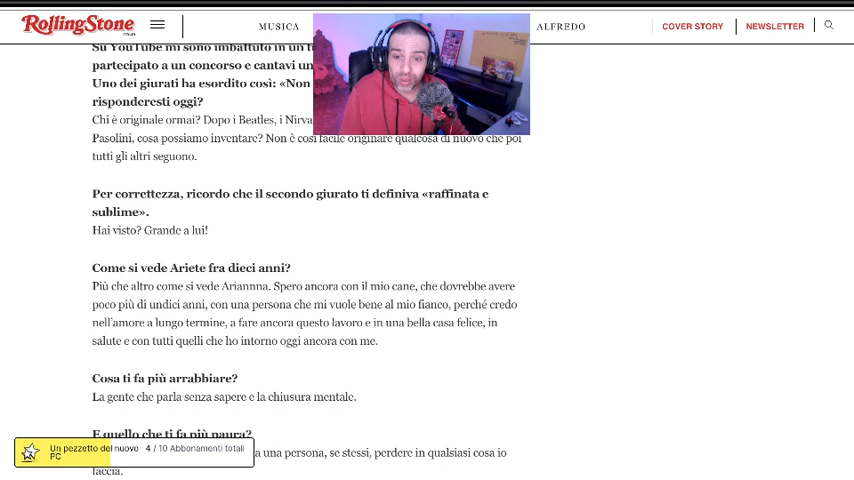 RollingStone
MUSICA
ALFREDO
COVER STORY
NEWSLETTER
Su YouTube mi sono imbattuto in un
partecipato a un concorso e cantavi un
Uno dei giurati ha esordito così: «Non
risponderesti oggi?
Chi è originale ormai? Dopo i Beatles, i Nirva
Pasolini, cosa possiamo inventare? Non è così facile originare qualcosa di nuovo che poi
tutti gli altri seguono.
Per correttezza, ricordo che il secondo giurato ti definiva «raffinata e
sublime».
Hai visto? Grande a lui!
Come si vede Ariete fra dieci anni?
Più che altro come si vede Ariannna. Spero ancora con il mio cane, che dovrebbe avere
poco più di undici anni, con una persona che mi vuole bene al mio fianco, perché credo
nell'amore a lungo termine, a fare ancora questo lavoro e in una bella casa felice, in
salute e con tutti quelli che ho intorno oggi ancora con me.
Cosa ti fa più arrabbiare?
La gente che parla senza sapere e la chiusura mentale.
E quello che ti fa più paura?
a una persona, se stessi, perdere in qualsiasi cosa io
faccia.
Un pezzetto del nuovo 4 / 10 Abbonamenti totali
PC